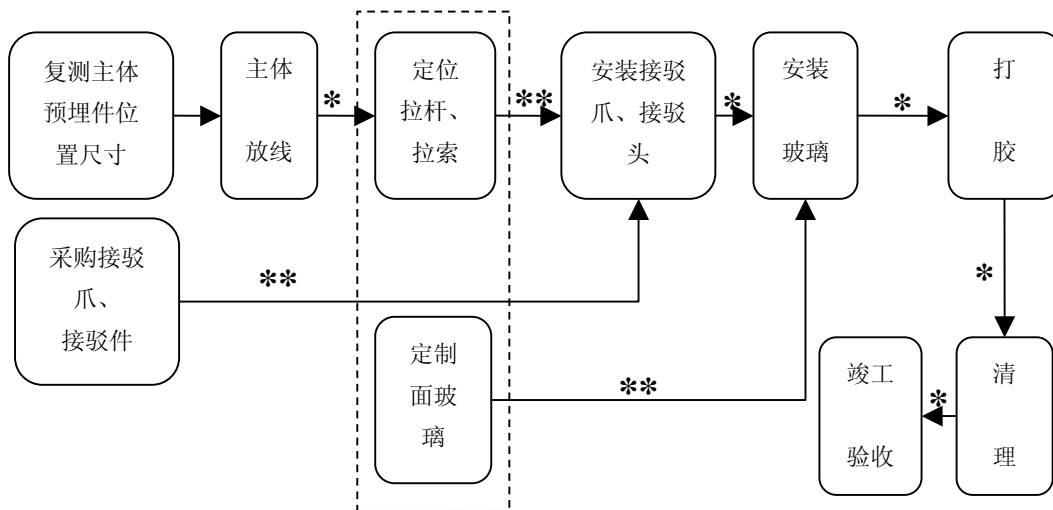 复测主体
预埋件位
置尺寸
主体
放线
*
定位
拉杆、
拉索
**
安装接驳
爪、接驳
头
*
安装
玻璃
*
打
胶
采购接驳
爪、
接驳件
**
*
定制
面玻
璃
**
竣工
验收
*
清
理